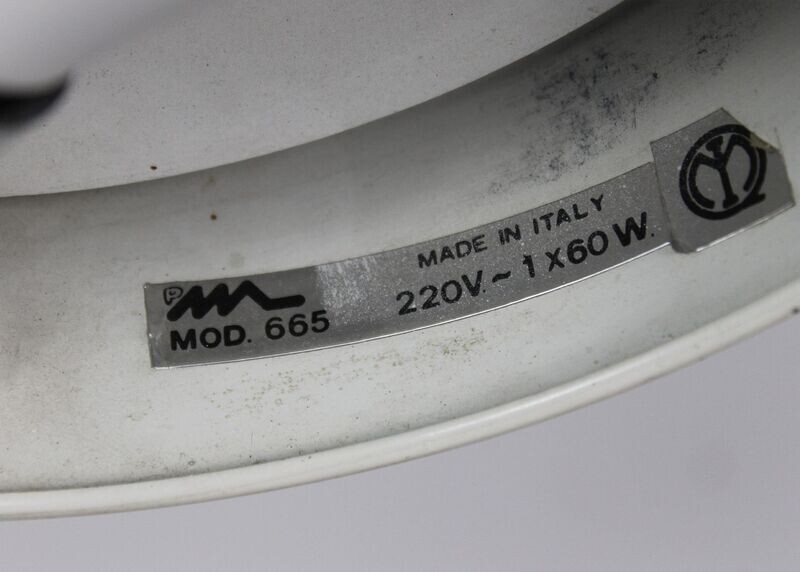 MOD. 665
MADE IN ITALY
220V.~ 1 X 60 W.